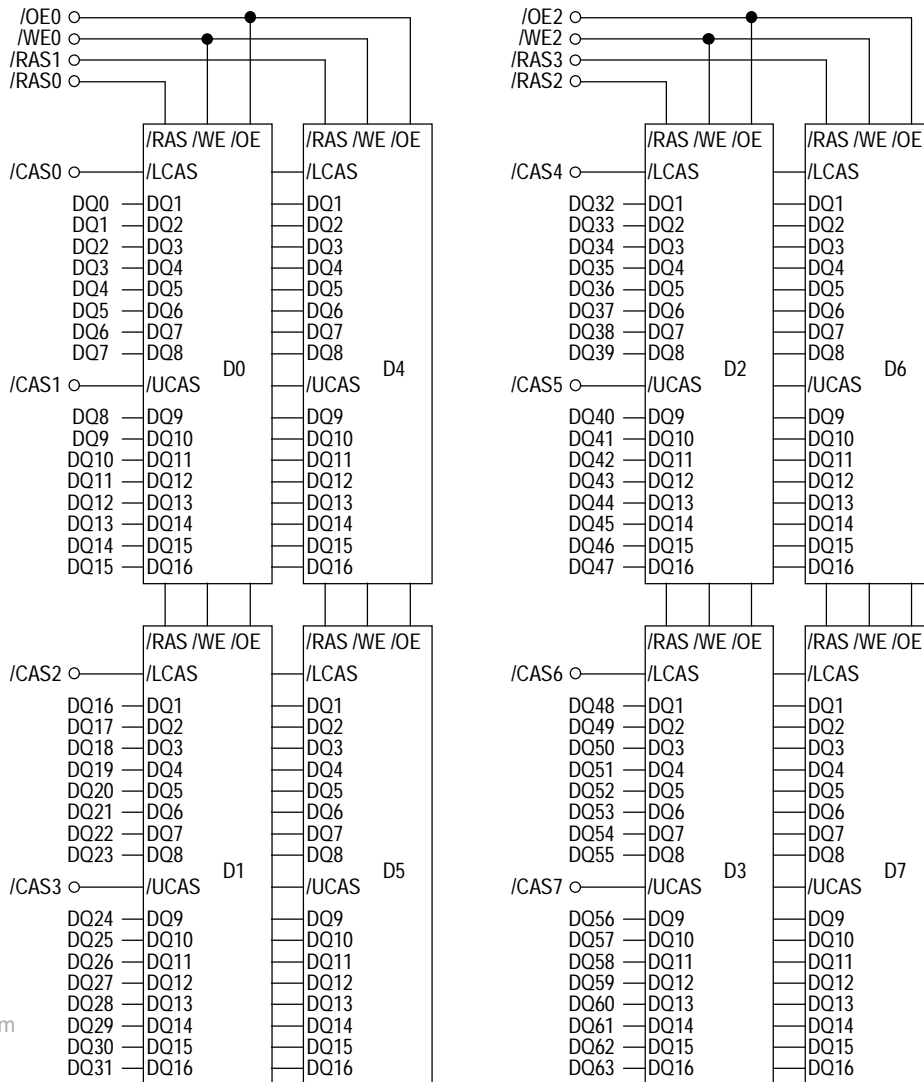 /OE0
/WE0
/RAS1
/RAS0
/RAS /WE /OE
/RAS /WE /OE
/CAS0 /LCAS /LCAS
DQ0 DQ1 DQ1
DQ1 DQ2 DQ2
DQ2 DQ3 DQ3
DQ3 DQ4 DQ4
DQ4 DQ5 DQ5
DQ5 DQ6 DQ6
DQ6 DQ7 DQ7
DQ7 DQ8 DQ8
D0 D4
/CAS1 /UCAS /UCAS
DQ8 DQ9 DQ9
DQ9 DQ10 DQ10
DQ10 DQ11 DQ11
DQ11 DQ12 DQ12
DQ12 DQ13 DQ13
DQ13 DQ14 DQ14
DQ14 DQ15 DQ15
DQ15 DQ16 DQ16
/RAS /WE /OE
/RAS /WE /OE
/CAS2 /LCAS /LCAS
DQ16 DQ1 DQ1
DQ17 DQ2 DQ2
DQ18 DQ3 DQ3
DQ19 DQ4 DQ4
DQ20 DQ5 DQ5
DQ21 DQ6 DQ6
DQ22 DQ7 DQ7
DQ23 DQ8 DQ8
D1 D5
/CAS3 /UCAS /UCAS
DQ24 DQ9 DQ9
DQ25 DQ10 DQ10
DQ26 DQ11 DQ11
DQ27 DQ12 DQ12
DQ28 DQ13 DQ13
m
DQ29 DQ14 DQ14
DQ30 DQ15 DQ15
DQ31 DQ16 DQ16
/OE2
/WE2
/RAS3
/RAS2
/RAS /WE /OE
/RAS /WE /OE
/CAS4 /LCAS /LCAS
DQ32 DQ1 DQ1
DQ33 DQ2 DQ2
DQ34 DQ3 DQ3
DQ35 DQ4 DQ4
DQ36 DQ5 DQ5
DQ37 DQ6 DQ6
DQ38 DQ7 DQ7
DQ39 DQ8 DQ8
D2 D6
/CAS5 /UCAS /UCAS
DQ40 DQ9 DQ9
DQ41 DQ10 DQ10
DQ42 DQ11 DQ11
DQ43 DQ12 DQ12
DQ44 DQ13 DQ13
DQ45 DQ14 DQ14
DQ46 DQ15 DQ15
DQ47 DQ16 DQ16
/RAS /WE /OE
/RAS /WE /OE
/CAS6 /LCAS /LCAS
DQ48 DQ1 DQ1
DQ49 DQ2 DQ2
DQ50 DQ3 DQ3
DQ51 DQ4 DQ4
DQ52 DQ5 DQ5
DQ53 DQ6 DQ6
DQ54 DQ7 DQ7
DQ55 DQ8 DQ8
D3 D7
/CAS7 /UCAS /UCAS
DQ56 DQ9 DQ9
DQ57 DQ10 DQ10
DQ58 DQ11 DQ11
DQ59 DQ12 DQ12
DQ60 DQ13 DQ13
DQ61 DQ14 DQ14
DQ62 DQ15 DQ15
DQ63 DQ16 DQ16